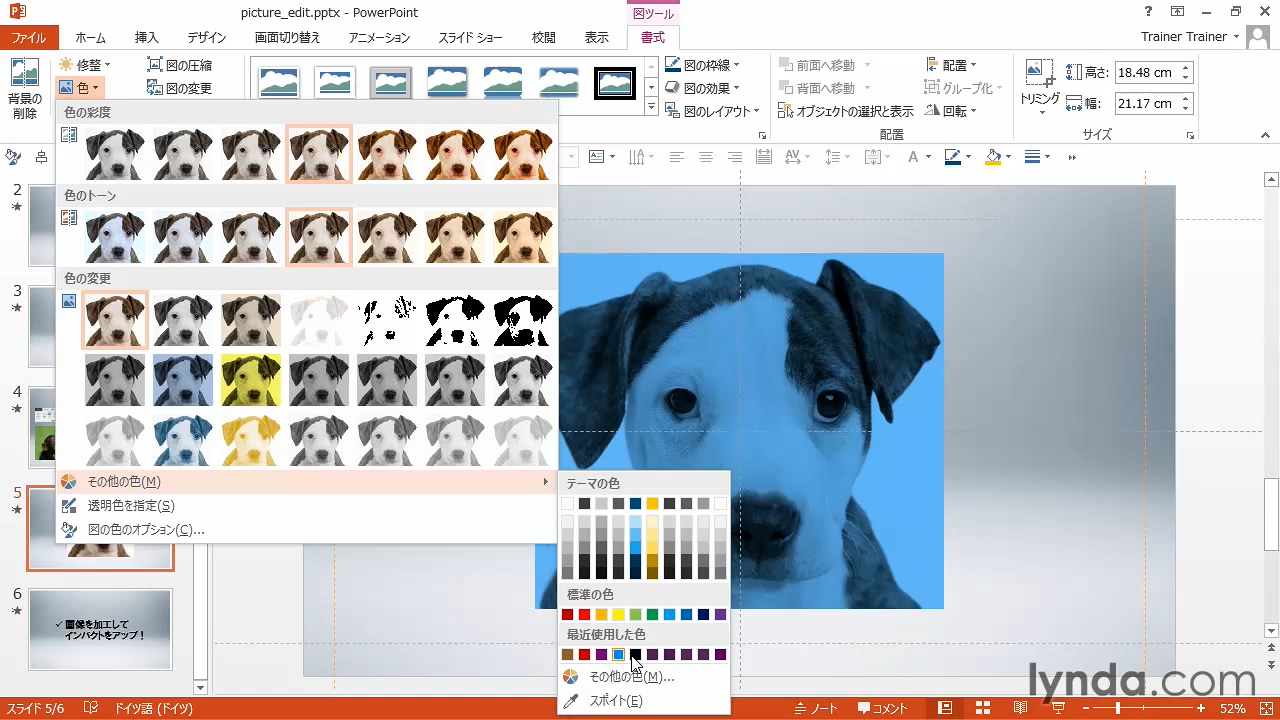 picture_edit.pptx - PowerPoint
図ツール
ファイル
ホーム
挿入
デザイン
画面切り替え
アニメーション
スライド ショー
校閲
表示
書式
Trainer Trainer
背景の
削除
修整
色
図の圧縮
図の変更
図の枠線
図の効果
図のレイアウト
前面へ移動
背面へ移動
オブジェクトの選択と表示
配置
グループ化
回転
配置
トリミング
高さ: 18.48 cm
幅: 21.17 cm
サイズ
色の彩度
色のトーン
色の変更
その他の色(M)
透明色を指定(S)
図の色のオプション(C)...
テーマの色
標準の色
最近使用した色
その他の色(M)...
スポイト(E)
2
3
4
5
6
✓ 画像を加工して
インパクトをアップ！
lynda.com
スライド 5/6
ドイツ語 (ドイツ)
ノート
コメント
52%